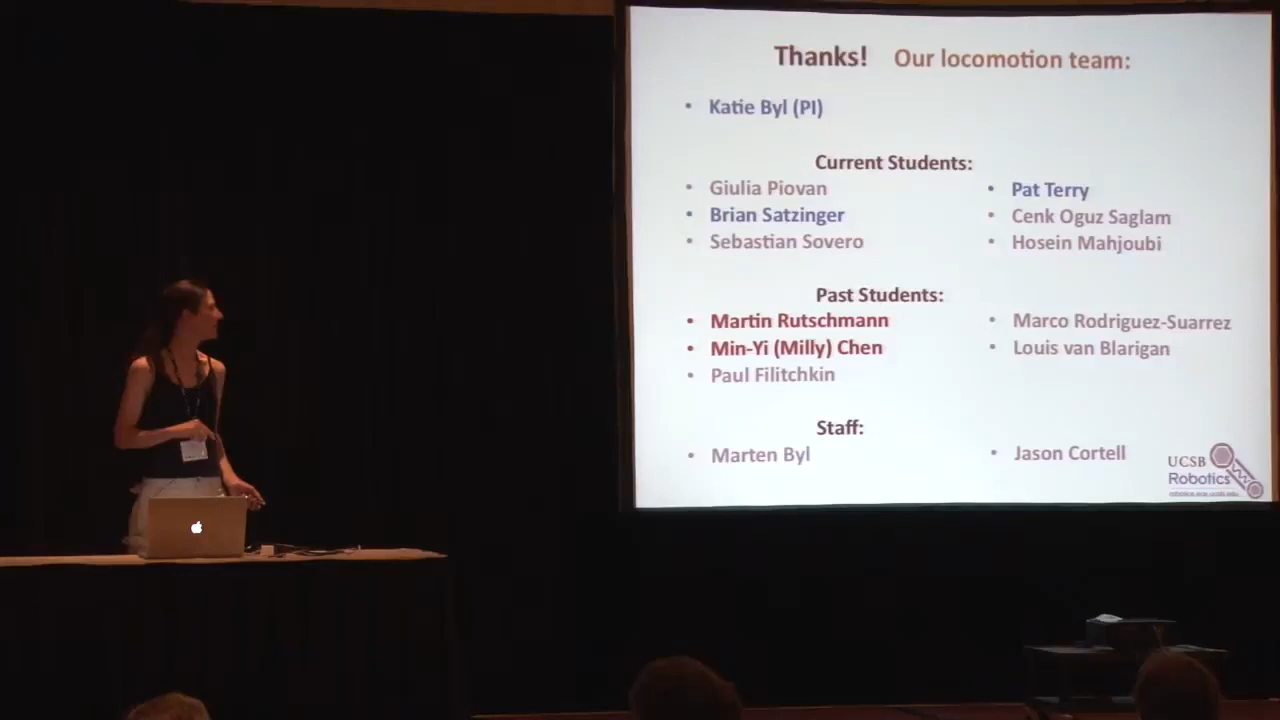 Thanks! Our locomotion team:
• Katie Byl (PI)
Current Students:
• Giulia Piovan
• Brian Satzinger
• Sebastian Sovero
• Pat Terry
• Cenk Oguz Saglam
• Hosein Mahjoubi
Past Students:
• Martin Rutschmann
• Min-Yi (Milly) Chen
• Paul Filitchkin
• Marco Rodriguez-Suarrez
• Louis van Blarigan
Staff:
• Marten Byl
• Jason Cortell
UCSB
Robotics